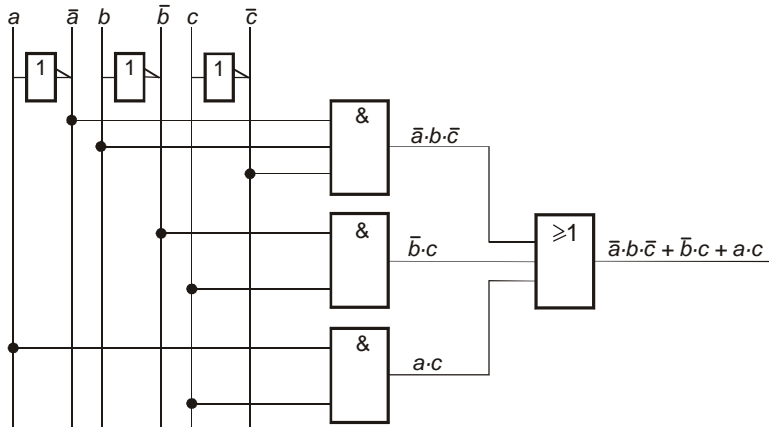 a a̅ b b̅ c c̅
1 1 1
&
a̅·b·c̅
&
b̅·c
≥1
a̅·b·c̅ + b̅·c + a·c
&
a·c